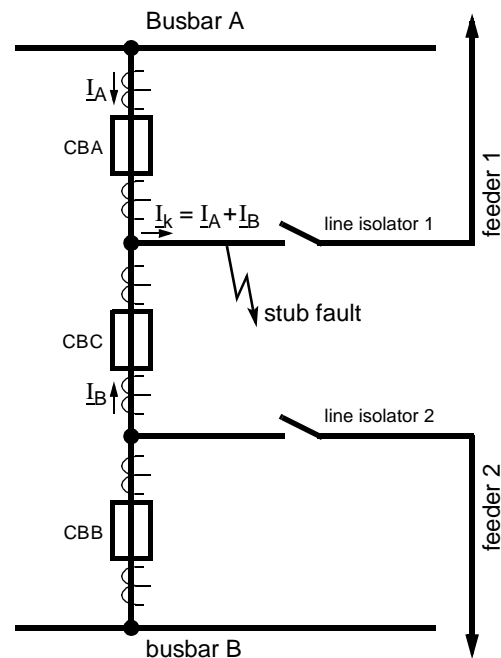 Busbar A
I_A
CBA
I_k = I_A+I_B
line isolator 1
feeder 1
stub fault
CBC
I_B
line isolator 2
feeder 2
CBB
busbar B